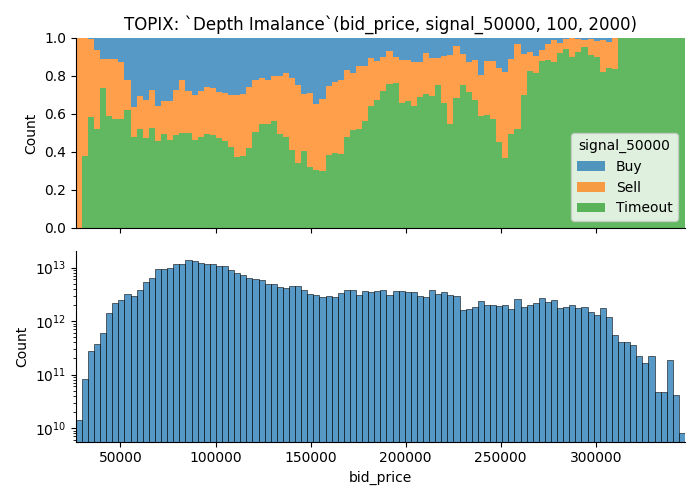 TOPIX: `Depth Imalance`(bid_price, signal_50000, 100, 2000)
1.0
0.8
0.6
0.4
0.2
0.0
Count
signal_50000
Buy
Sell
Timeout
10^13
10^12
10^11
10^10
Count
50000 100000 150000 200000 250000 300000
bid_price